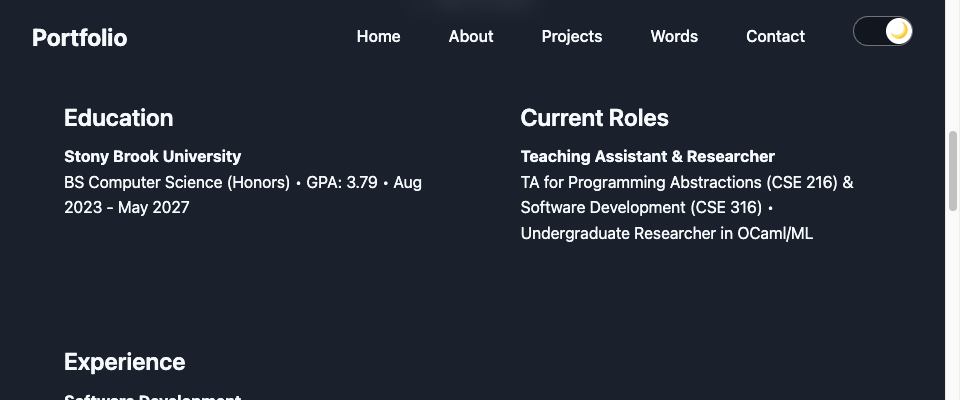 Portfolio
Home
About
Projects
Words
Contact
Education
Stony Brook University
BS Computer Science (Honors) • GPA: 3.79 • Aug
2023 - May 2027
Current Roles
Teaching Assistant & Researcher
TA for Programming Abstractions (CSE 216) &
Software Development (CSE 316) •
Undergraduate Researcher in OCaml/ML
Experience
Software Development